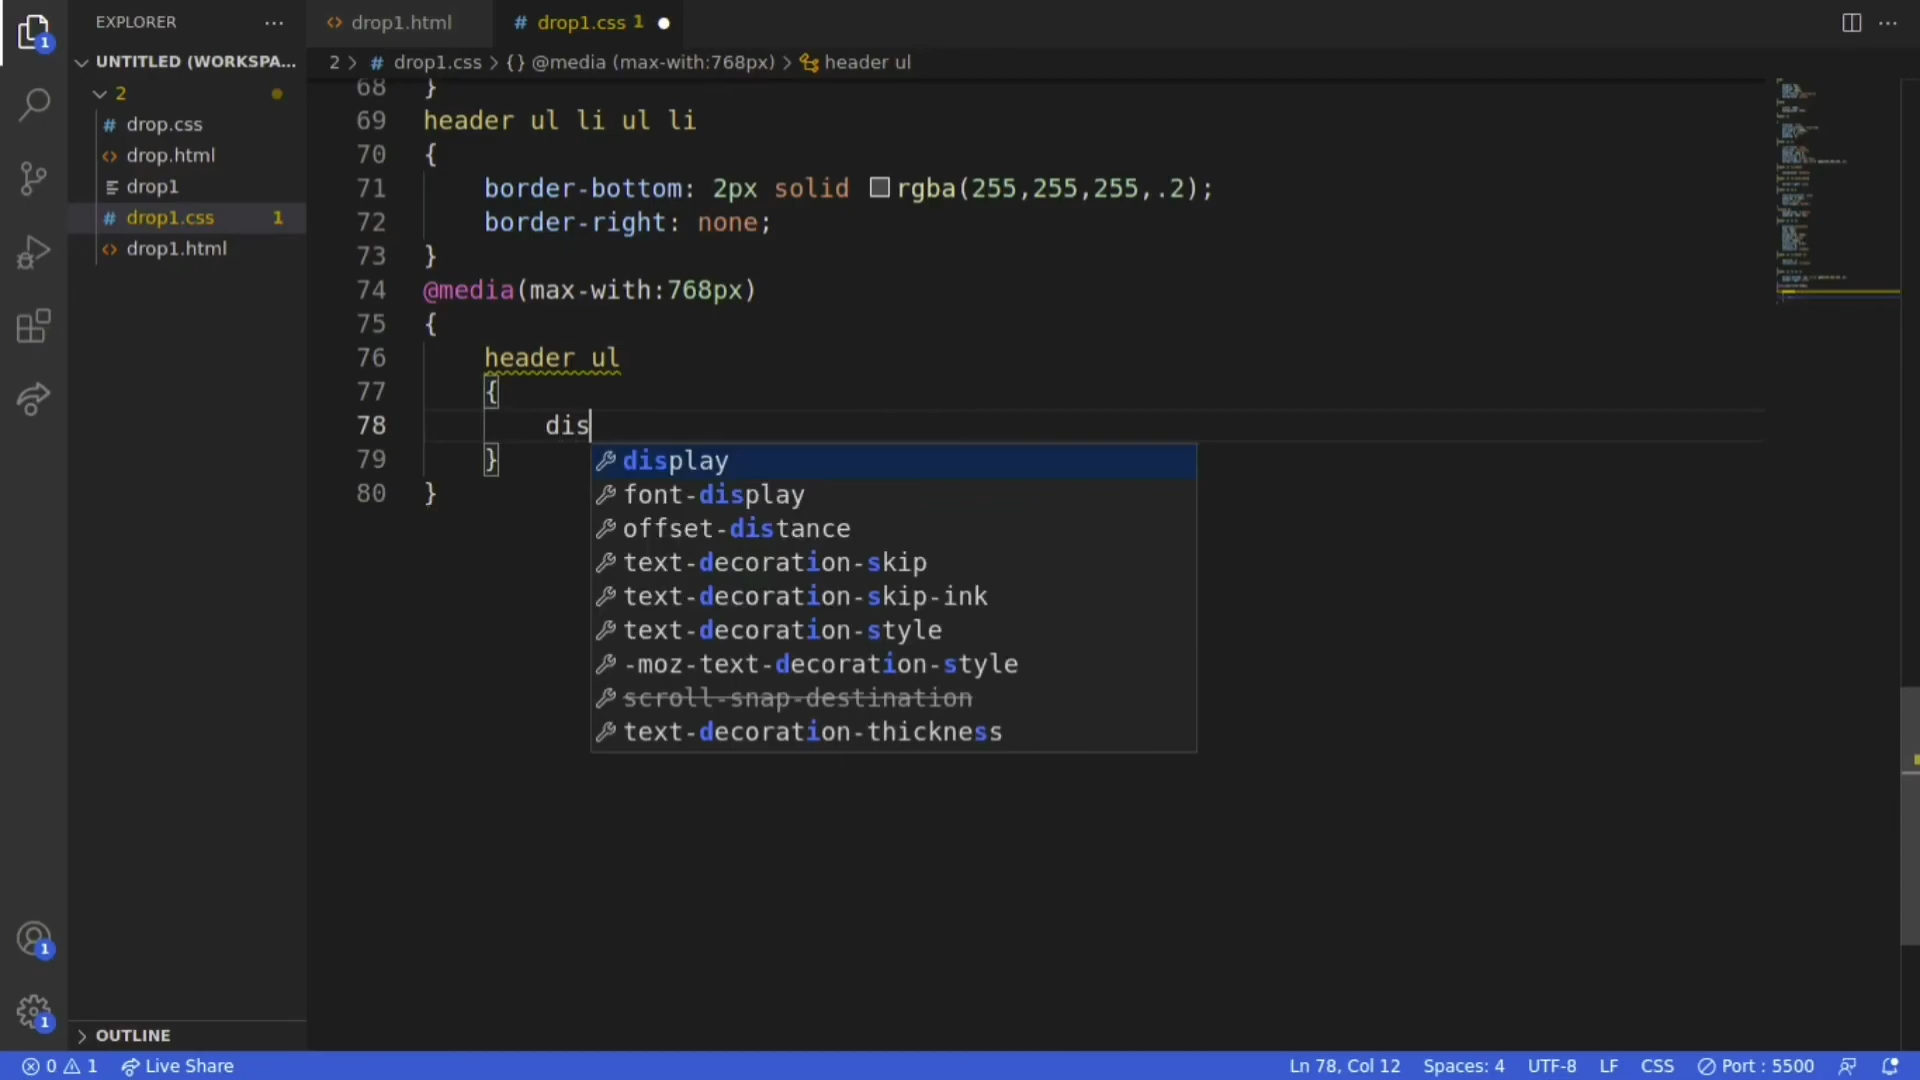 EXPLORER
drop1.html
# drop1.css 1
UNTITLED (WORKSPA...
2 > # drop1.css > {} @media (max-with:768px) > header ul
2
# drop.css
drop.html
drop1
# drop1.css 1
drop1.html
68 }
69 header ul li ul li
70 {
71 border-bottom: 2px solid rgba(255,255,255,.2);
72 border-right: none;
73 }
74 @media(max-with:768px)
75 {
76 header ul
77 {
78 dis
79 }
80 }
display
font-display
offset-distance
text-decoration-skip
text-decoration-skip-ink
text-decoration-style
-moz-text-decoration-style
scroll-snap-destination
text-decoration-thickness
1
1
1
OUTLINE
0 1 Live Share
Ln 78, Col 12 Spaces: 4 UTF-8 LF CSS Port : 5500